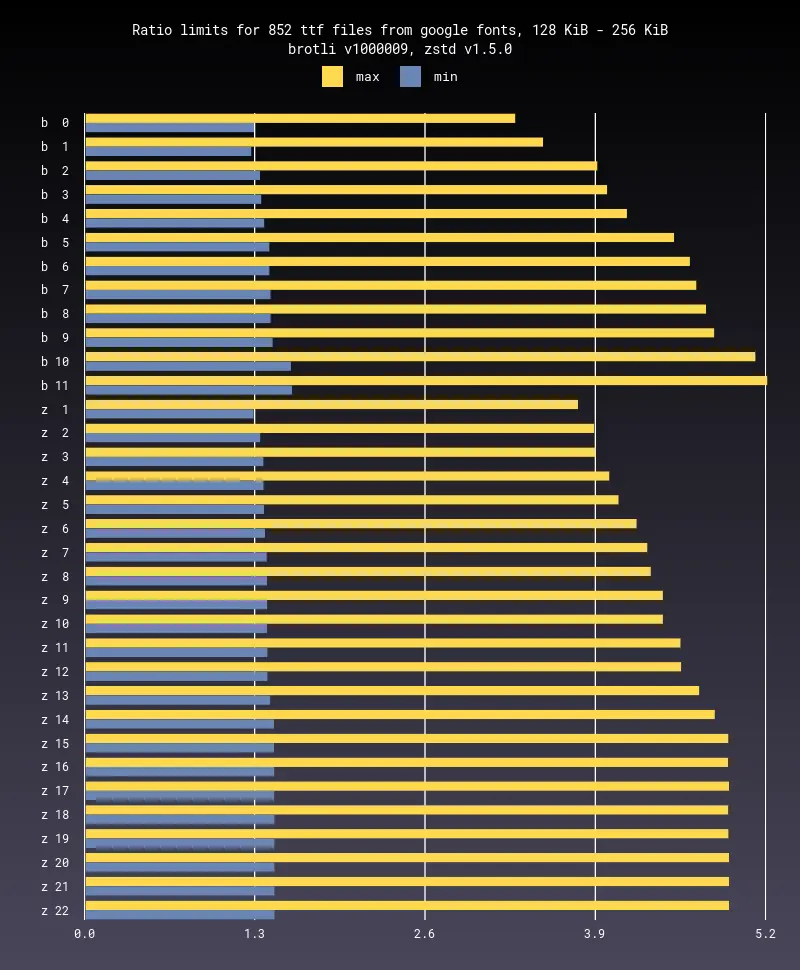 Ratio limits for 852 ttf files from google fonts, 128 KiB - 256 KiB
brotli v1000009, zstd v1.5.0
max min
b 0
b 1
b 2
b 3
b 4
b 5
b 6
b 7
b 8
b 9
b 10
b 11
z 1
z 2
z 3
z 4
z 5
z 6
z 7
z 8
z 9
z 10
z 11
z 12
z 13
z 14
z 15
z 16
z 17
z 18
z 19
z 20
z 21
z 22
0.0 1.3 2.6 3.9 5.2